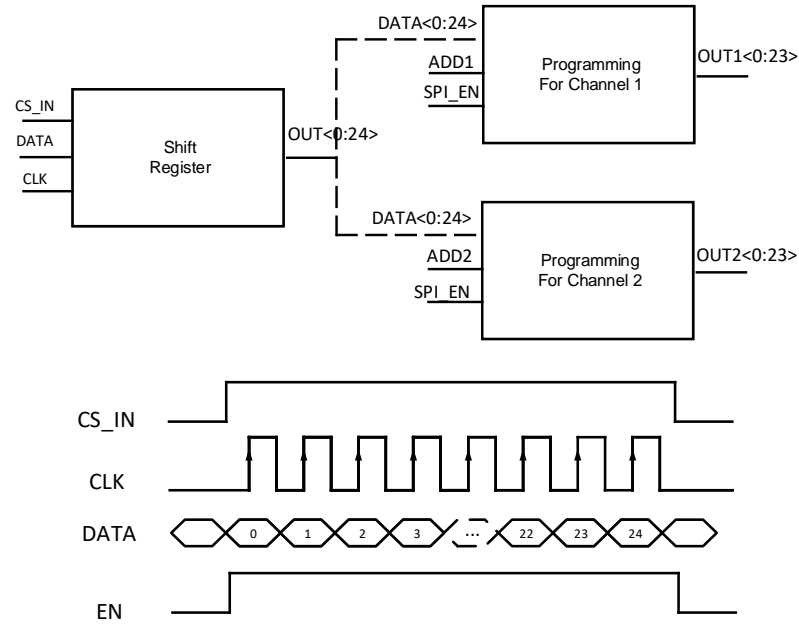 DATA<0:24>
ADD1
SPI_EN
Programming
For Channel 1
OUT1<0:23>
CS_IN
DATA
CLK
Shift
Register
OUT<0:24>
DATA<0:24>
ADD2
SPI_EN
Programming
For Channel 2
OUT2<0:23>
CS_IN
CLK
DATA
0 1 2 3 ... 22 23 24
EN